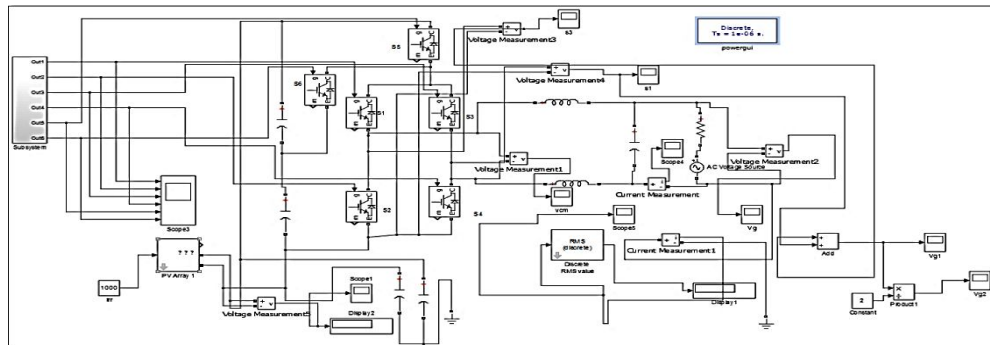 Discrete,
Ts = 1e-06 s.
powergui
s3
Voltage Measurement3
S5
Voltage Measurement4
s1
Out1
Out2
Out3
Out4
Out5
Out6
Subsystem
S6
S1
S3
Scope4
AC Voltage Source
Voltage Measurement2
Voltage Measurement1
Current Measurement
vcm
Vg
S2
S4
Scope3
Scope5
RMS
(discrete)
Discrete
RMS value
Current Measurement1
Add
Vg1
? ? ?
PV Array 1
1000
Irr
Scope1
Voltage Measurement5
Display2
Display1
2
Constant
Product1
Vg2